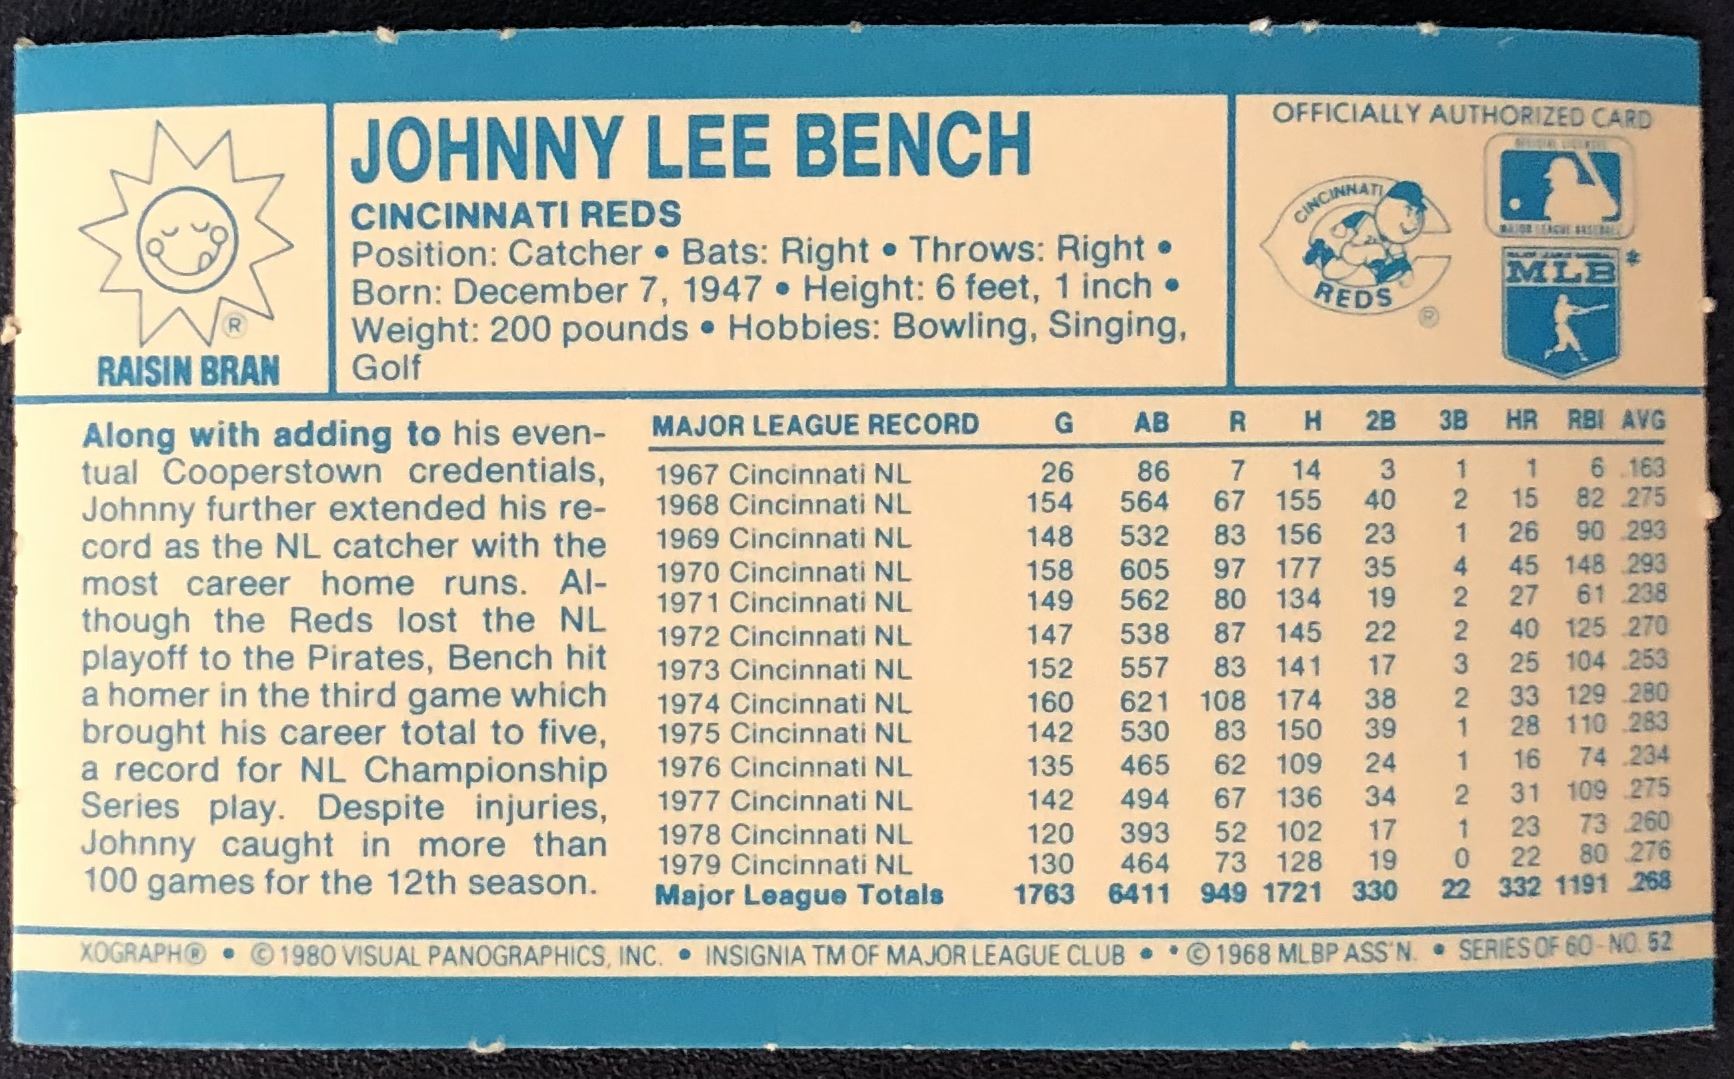 JOHNNY LEE BENCH
CINCINNATI REDS
Position: Catcher • Bats: Right • Throws: Right •
Born: December 7, 1947 • Height: 6 feet, 1 inch •
Weight: 200 pounds • Hobbies: Bowling, Singing,
Golf
®
RAISIN BRAN
OFFICIALLY AUTHORIZED CARD
CINCINNATI
REDS
®
MAJOR LEAGUE BASEBALL
MLB *
Along with adding to his even-
tual Cooperstown credentials,
Johnny further extended his re-
cord as the NL catcher with the
most career home runs. Al-
though the Reds lost the NL
playoff to the Pirates, Bench hit
a homer in the third game which
brought his career total to five,
a record for NL Championship
Series play. Despite injuries,
Johnny caught in more than
100 games for the 12th season.
MAJOR LEAGUE RECORD G AB R H 2B 3B HR RBI AVG
1967 Cincinnati NL 26 86 7 14 3 1 1 6 .163
1968 Cincinnati NL 154 564 67 155 40 2 15 82 .275
1969 Cincinnati NL 148 532 83 156 23 1 26 90 .293
1970 Cincinnati NL 158 605 97 177 35 4 45 148 .293
1971 Cincinnati NL 149 562 80 134 19 2 27 61 .238
1972 Cincinnati NL 147 538 87 145 22 2 40 125 .270
1973 Cincinnati NL 152 557 83 141 17 3 25 104 .253
1974 Cincinnati NL 160 621 108 174 38 2 33 129 .280
1975 Cincinnati NL 142 530 83 150 39 1 28 110 .283
1976 Cincinnati NL 135 465 62 109 24 1 16 74 .234
1977 Cincinnati NL 142 494 67 136 34 2 31 109 .275
1978 Cincinnati NL 120 393 52 102 17 1 23 73 .260
1979 Cincinnati NL 130 464 73 128 19 0 22 80 .276
Major League Totals 1763 6411 949 1721 330 22 332 1191 .268
XOGRAPH® • © 1980 VISUAL PANOGRAPHICS, INC. • INSIGNIA TM OF MAJOR LEAGUE CLUB • * © 1968 MLBP ASS'N. • SERIES OF 60-NO. 52